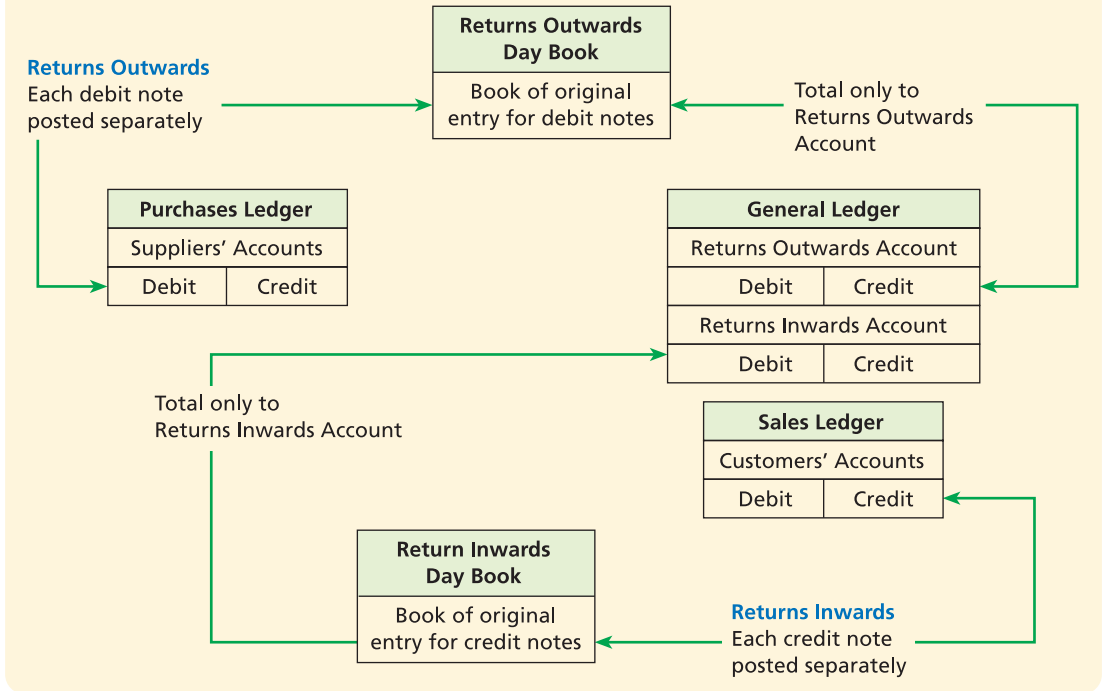 Returns Outwards
Day Book
Book of original
entry for debit notes
Returns Outwards
Each debit note
posted separately
Total only to
Returns Outwards
Account
Purchases Ledger
Suppliers’ Accounts
Debit
Credit
General Ledger
Returns Outwards Account
Debit
Credit
Returns Inwards Account
Debit
Credit
Total only to
Returns Inwards Account
Sales Ledger
Customers’ Accounts
Debit
Credit
Return Inwards
Day Book
Book of original
entry for credit notes
Returns Inwards
Each credit note
posted separately